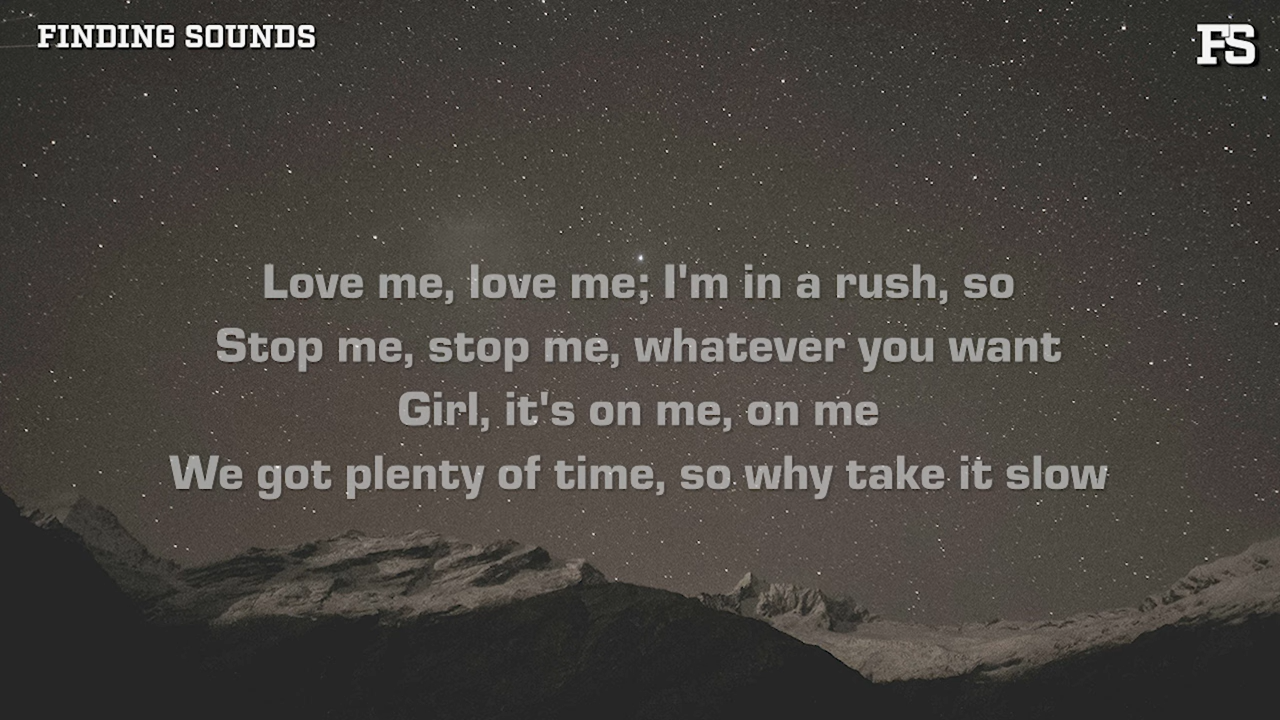 FINDING SOUNDS
FS
Love me, love me; I'm in a rush, so
Stop me, stop me, whatever you want
Girl, it's on me, on me
We got plenty of time, so why take it slow